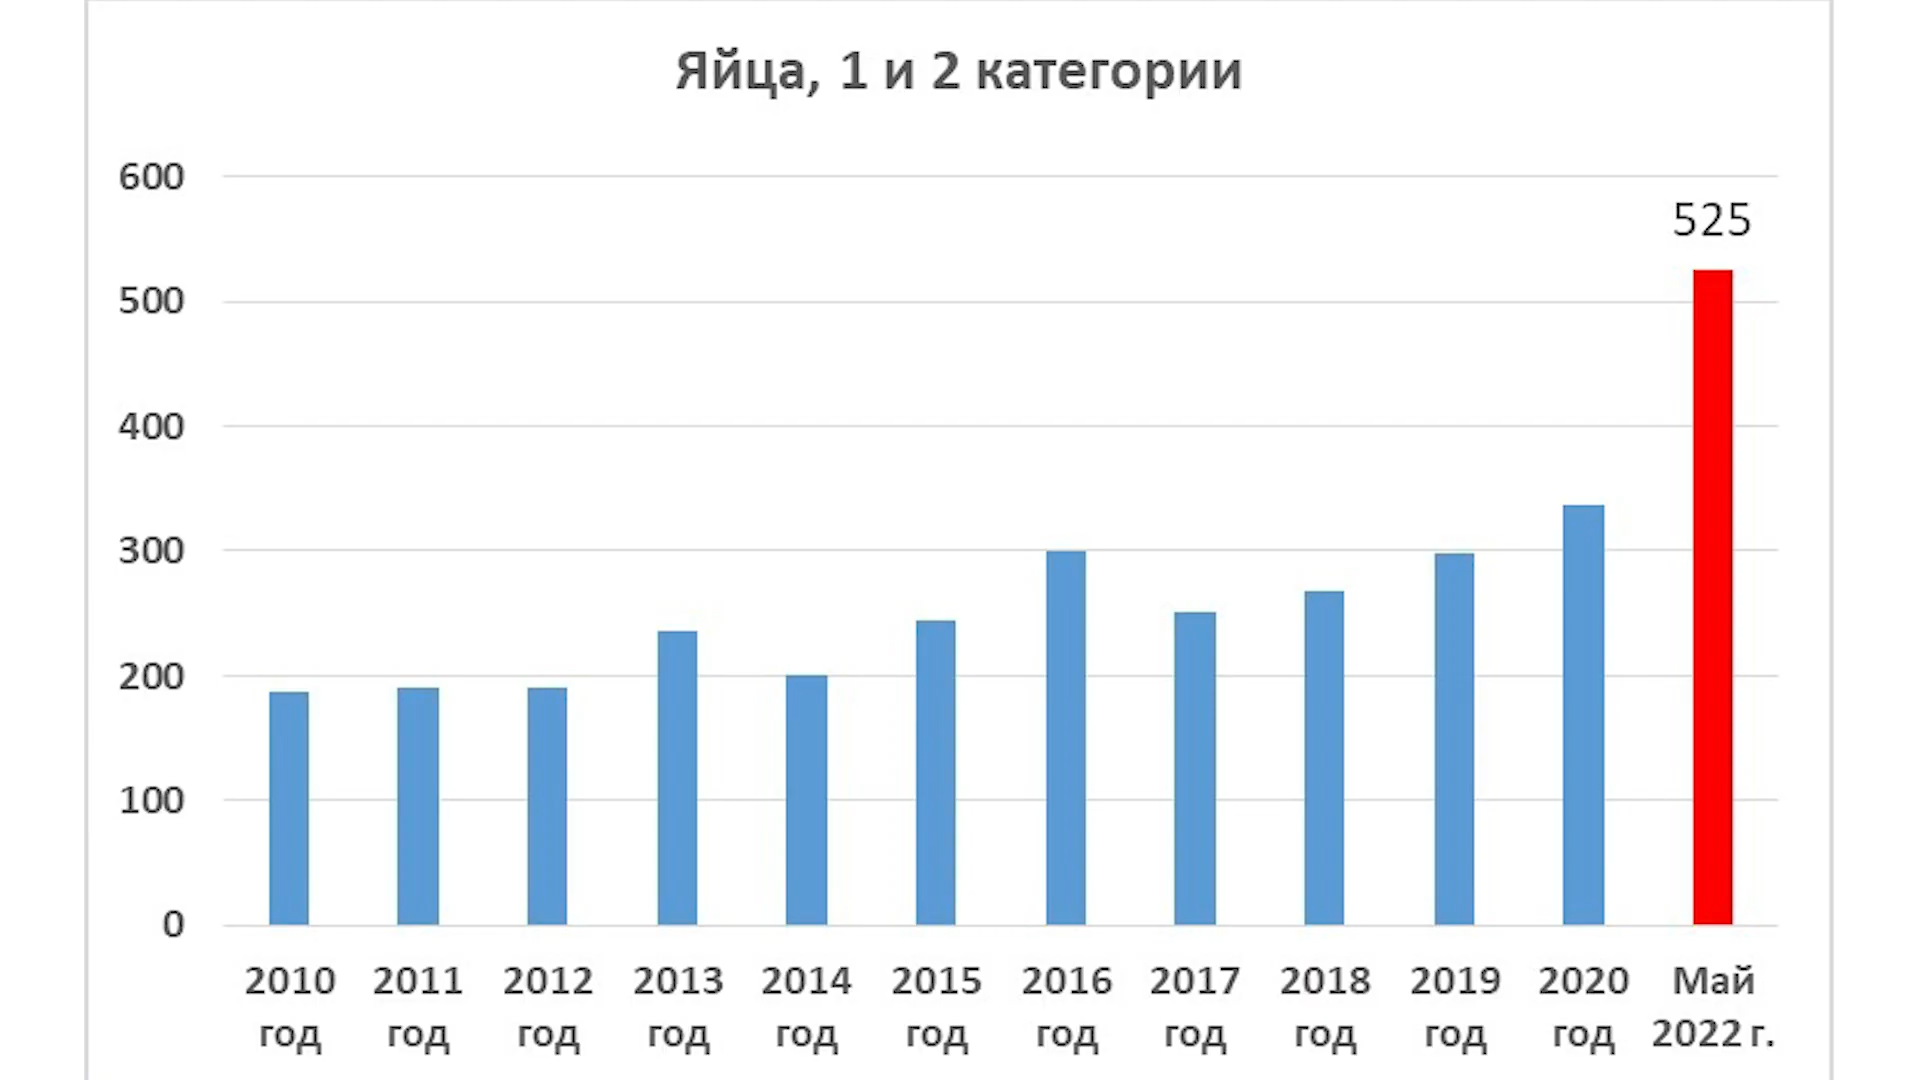 Яйца, 1 и 2 категории
600
525
500
400
300
200
100
0
2010 2011 2012 2013 2014 2015 2016 2017 2018 2019 2020 Май
год год год год год год год год год год год 2022 г.